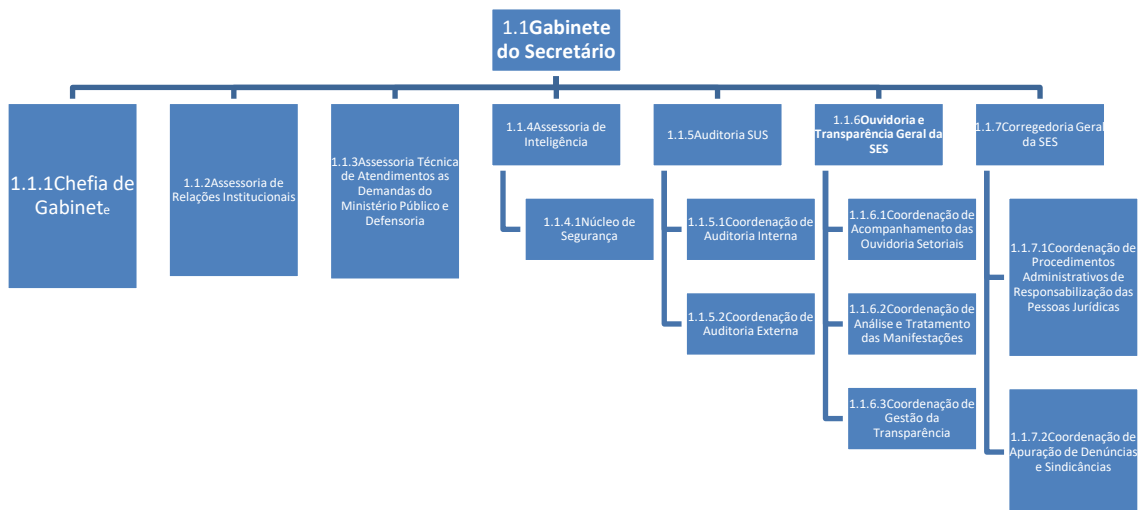 1.1Gabinete
do Secretário
1.1.1Chefia de
Gabinete
1.1.2Assessoria de
Relações Institucionais
1.1.3Assessoria Técnica
de Atendimentos as
Demandas do
Ministério Público e
Defensoria
1.1.4Assessoria de
Inteligência
1.1.4.1Núcleo de
Segurança
1.1.5Auditoria SUS
1.1.5.1Coordenação de
Auditoria Interna
1.1.5.2Coordenação de
Auditoria Externa
1.1.6Ouvidoria e
Transparência Geral da
SES
1.1.6.1Coordenação de
Acompanhamento das
Ouvidoria Setoriais
1.1.6.2Coordenação de
Análise e Tratamento
das Manifestações
1.1.6.3Coordenação de
Gestão da
Transparência
1.1.7Corregedoria Geral
da SES
1.1.7.1Coordenação de
Procedimentos
Administrativos de
Responsabilização das
Pessoas Jurídicas
1.1.7.2Coordenação de
Apuração de Denúncias
e Sindicâncias